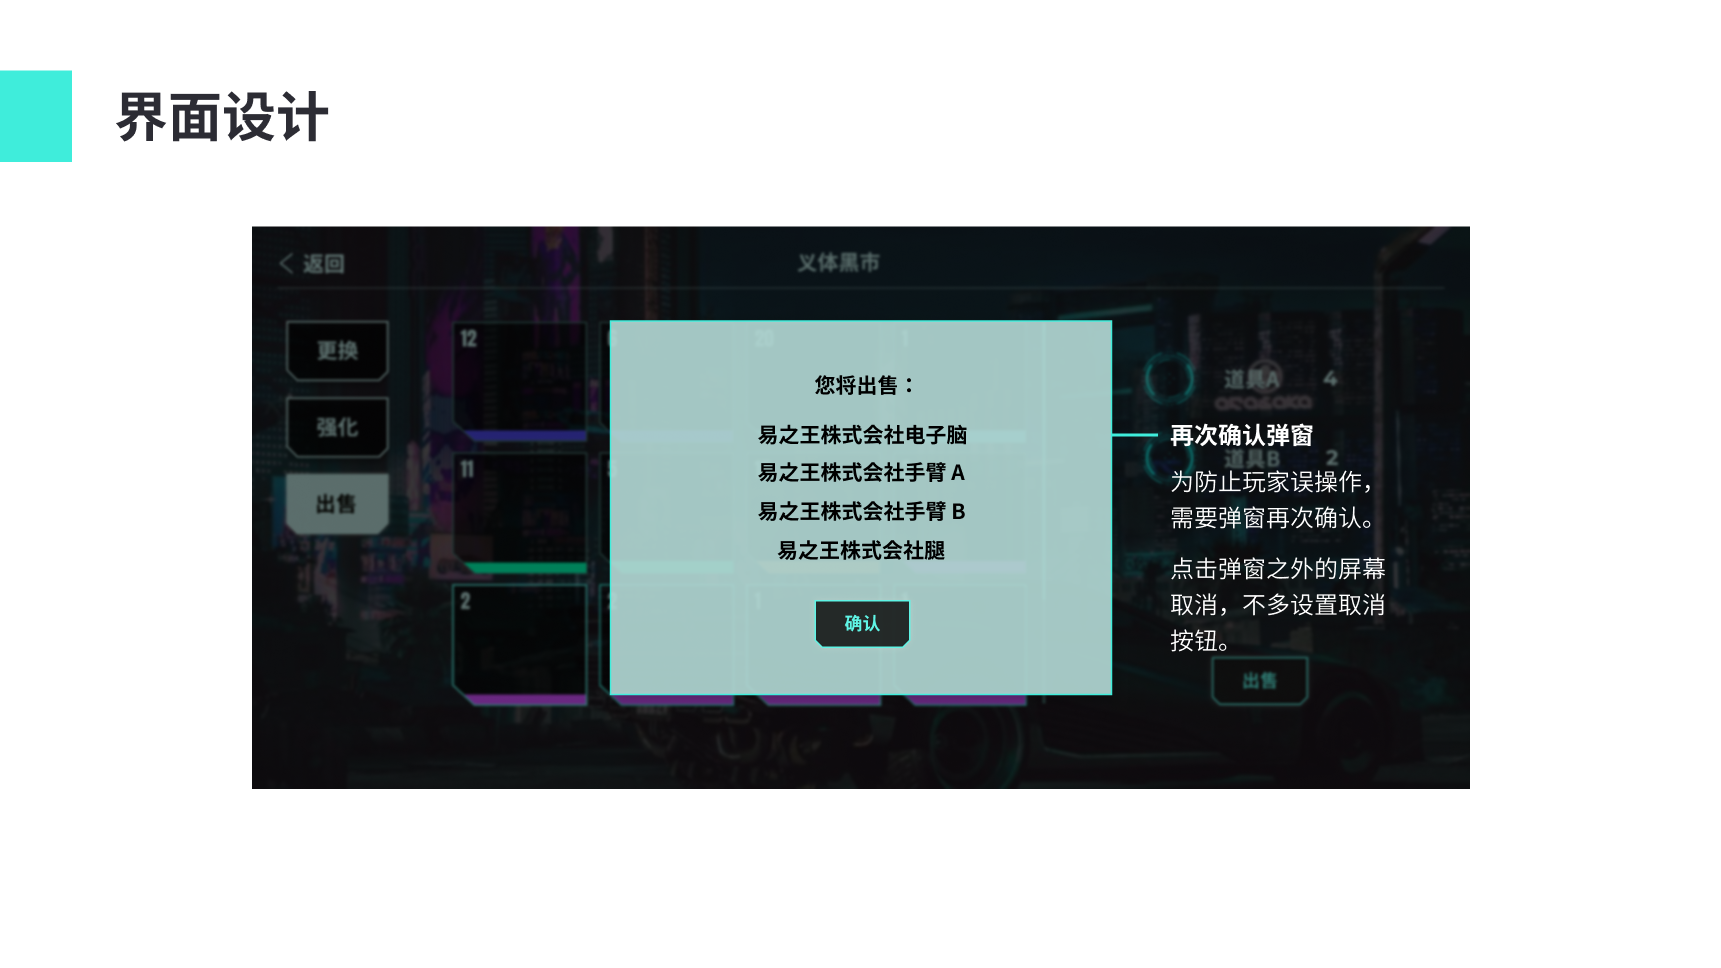 界面设计
返回
义体黑市
更换
强化
出售
12
20
1
11
2
1
您将出售：
易之王株式会社电子脑
易之王株式会社手臂 A
易之王株式会社手臂 B
易之王株式会社腿
确认
道具A 4
道具B 2
再次确认弹窗
为防止玩家误操作，
需要弹窗再次确认。
点击弹窗之外的屏幕
取消，不多设置取消
按钮。
出售